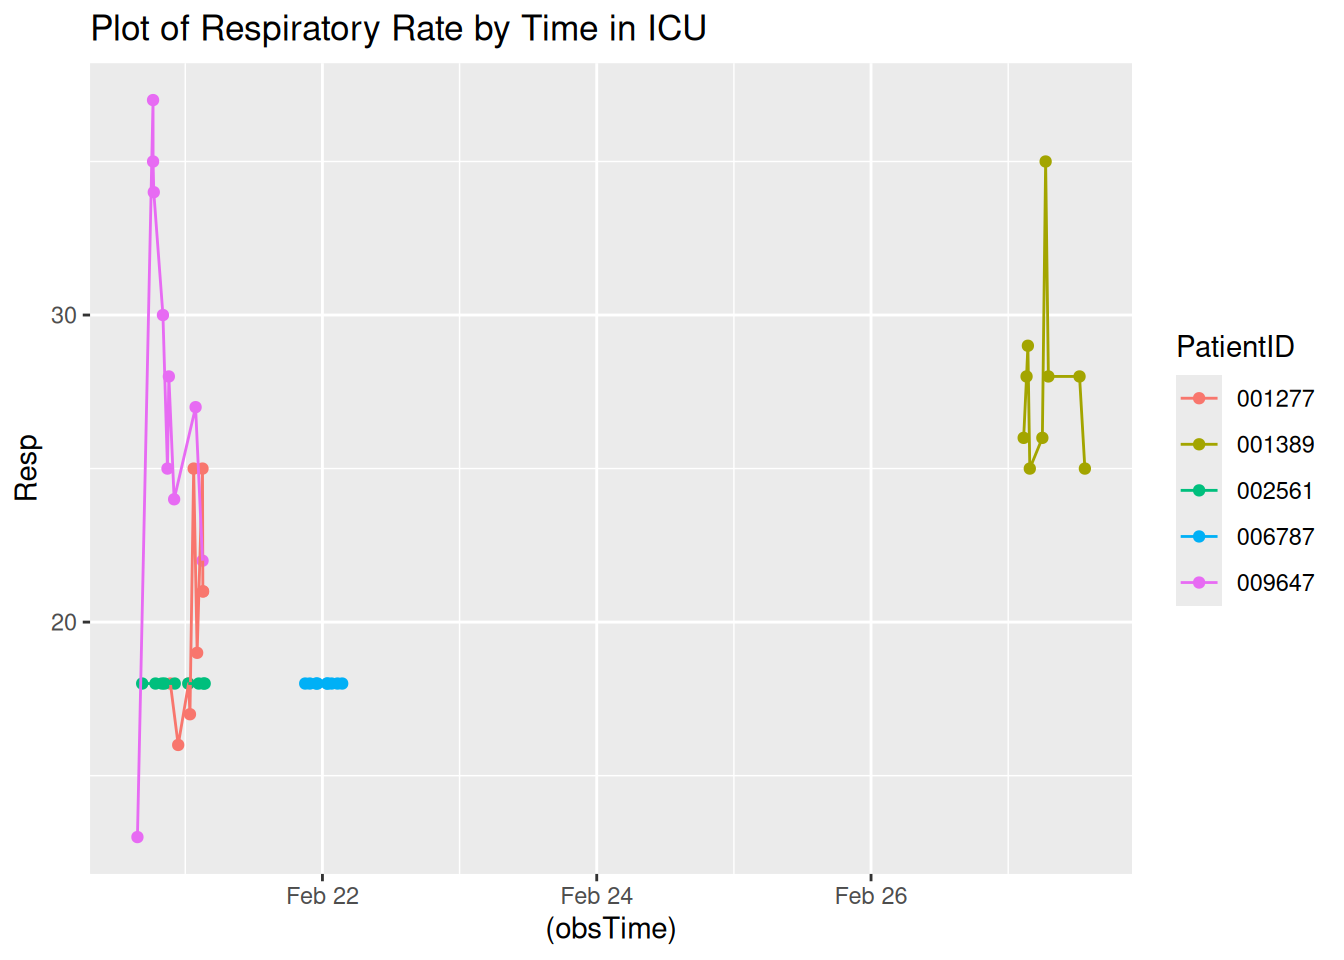 Plot of Respiratory Rate by Time in ICU
30
20
Resp
Feb 22
Feb 24
Feb 26
(obsTime)
PatientID
001277
001389
002561
006787
009647